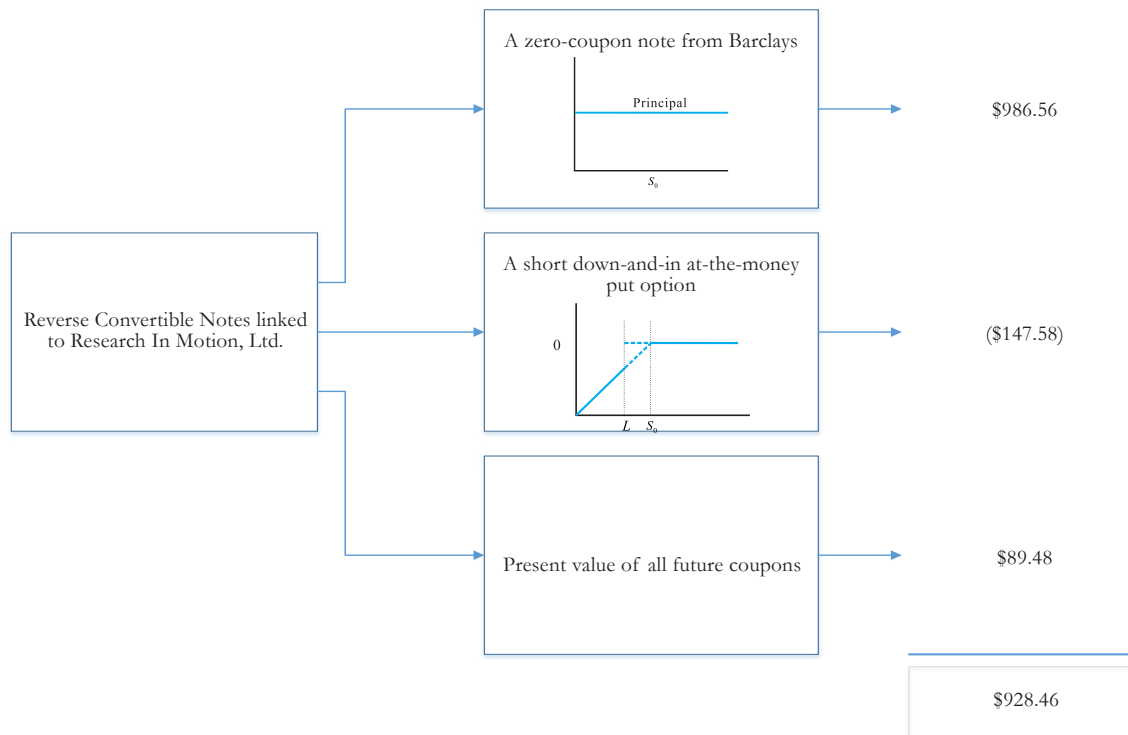 A zero-coupon note from Barclays
Principal
S₀
$986.56
Reverse Convertible Notes linked
to Research In Motion, Ltd.
A short down-and-in at-the-money
put option
0
L S₀
($147.58)
Present value of all future coupons
$89.48
$928.46